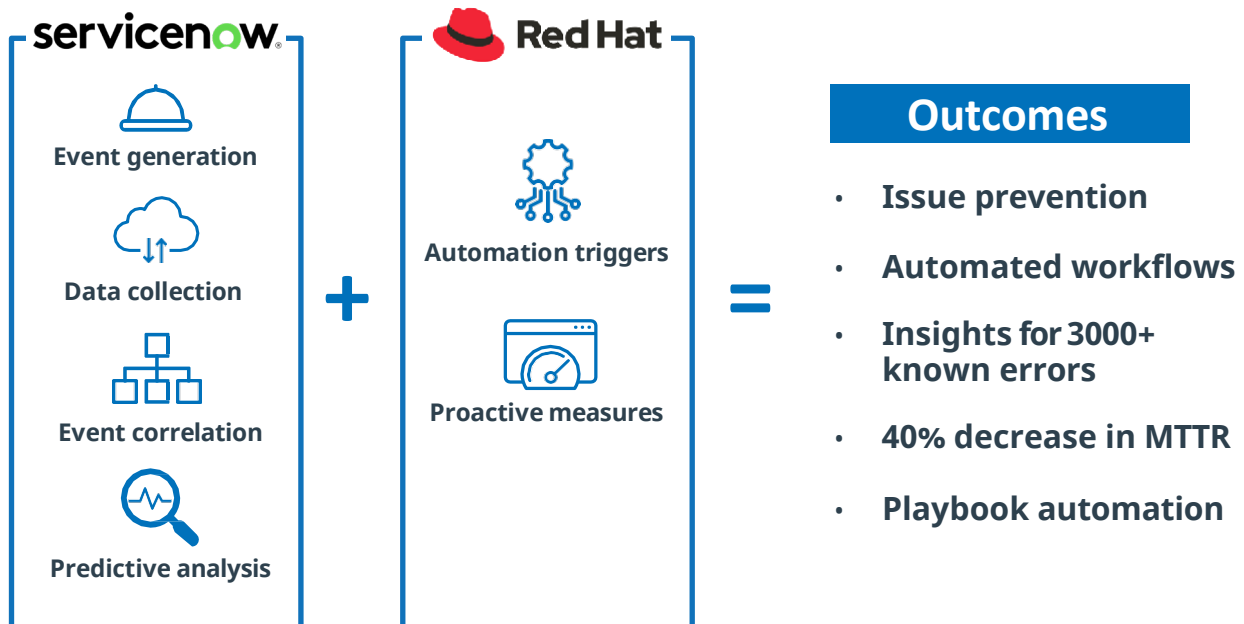 servicenow®
Event generation
Data collection
Event correlation
Predictive analysis
+
Red Hat
Automation triggers
Proactive measures
=
Outcomes
• Issue prevention
• Automated workflows
• Insights for 3000+
known errors
• 40% decrease in MTTR
• Playbook automation